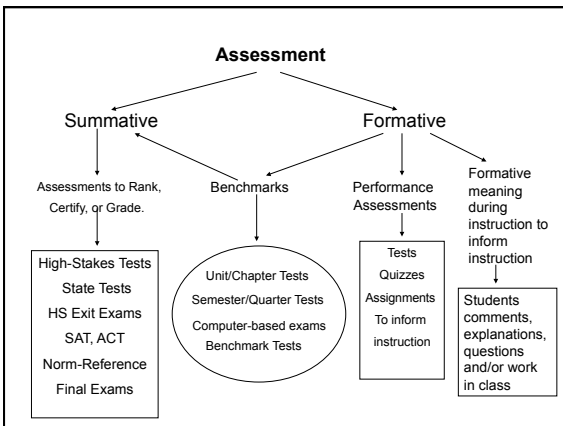 Assessment
Summative
Formative
Assessments to Rank,
Certify, or Grade.
Benchmarks
Performance
Assessments
Formative
meaning
during
instruction to
inform
instruction
High-Stakes Tests
State Tests
HS Exit Exams
SAT, ACT
Norm-Reference
Final Exams
Unit/Chapter Tests
Semester/Quarter Tests
Computer-based exams
Benchmark Tests
Tests
Quizzes
Assignments
To inform
instruction
Students
comments,
explanations,
questions
and/or work
in class